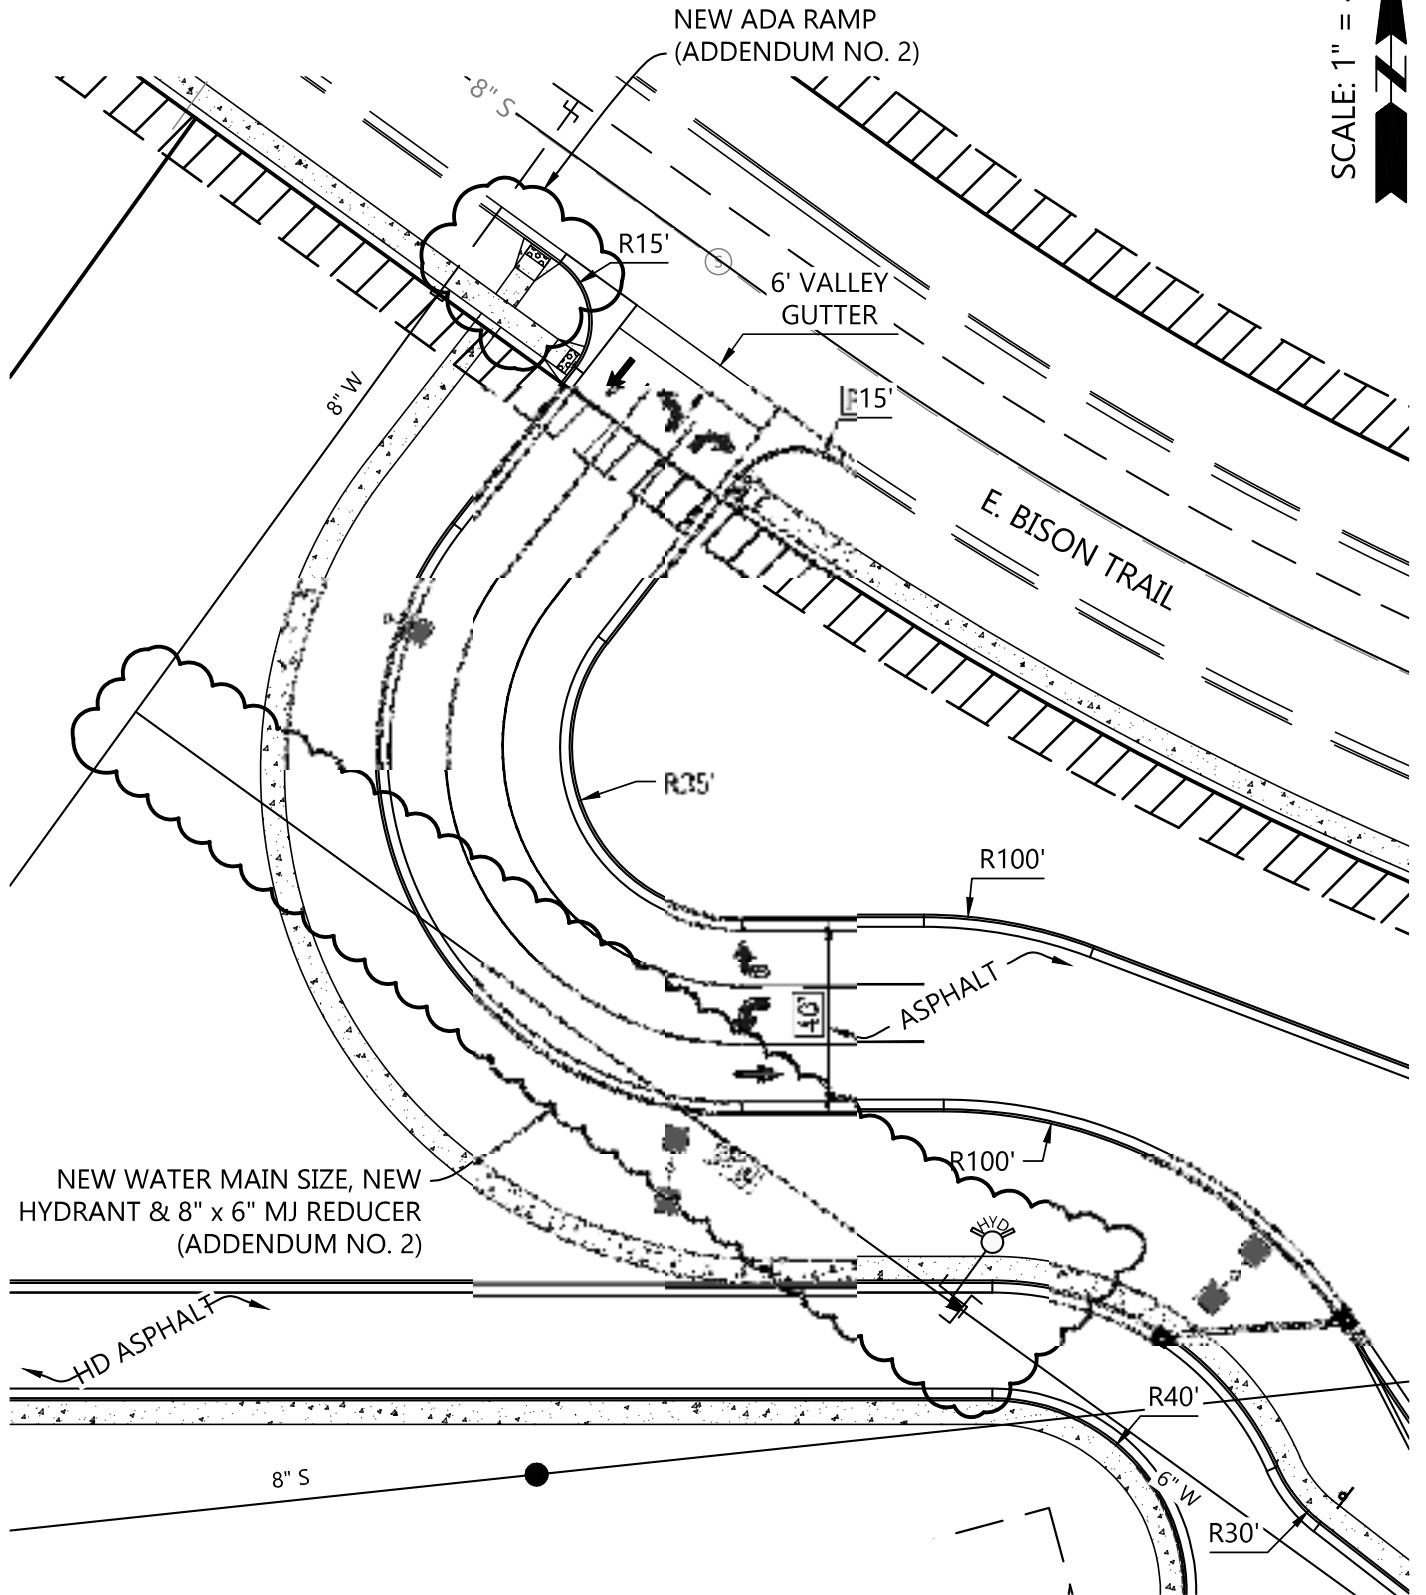 NEW ADA RAMP
(ADDENDUM NO. 2)
SCALE: 1" =
8" S
R15'
S
6' VALLEY
GUTTER
8" W
15'
E. BISON TRAIL
R35'
R100'
ASPHALT
40'
R100'
NEW WATER MAIN SIZE, NEW
HYDRANT & 8" x 6" MJ REDUCER
(ADDENDUM NO. 2)
HYD
HD ASPHALT
R40'
8" S
6" W
R30'